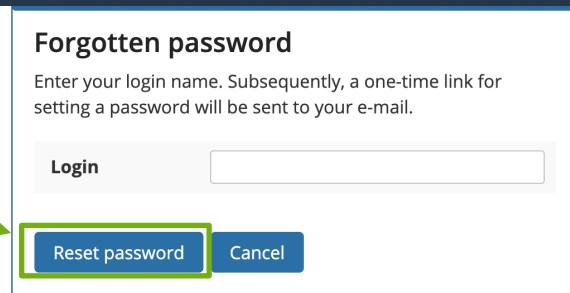 Forgotten password
Enter your login name. Subsequently, a one-time link for
setting a password will be sent to your e-mail.
Login
Reset password Cancel